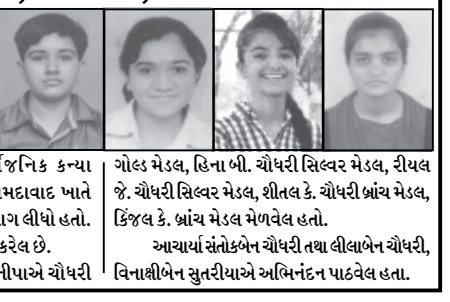 ર્વજનિક કન્યા
મદાવાદ ખાતે
ભાગ લીધો હતો.
કરેલ છે.
નીપાએ ચૌધરી
ગોલ્ડ મેડલ, હિના બી. ચૌધરી સિલ્વર મેડલ, રીયલ
જે. ચૌધરી સિલ્વર મેડલ, શીતલ કે. ચૌધરી બ્રાંચ મેડલ,
કિંજલ કે. બ્રાંચ મેડલ મેળવેલ હતો.
આચાર્યા સંતોકબેન ચૌધરી તથા લીલાબેન ચૌધરી,
વિનાક્ષીબેન સુતરીયાએ અભિનંદન પાઠવેલ હતા.